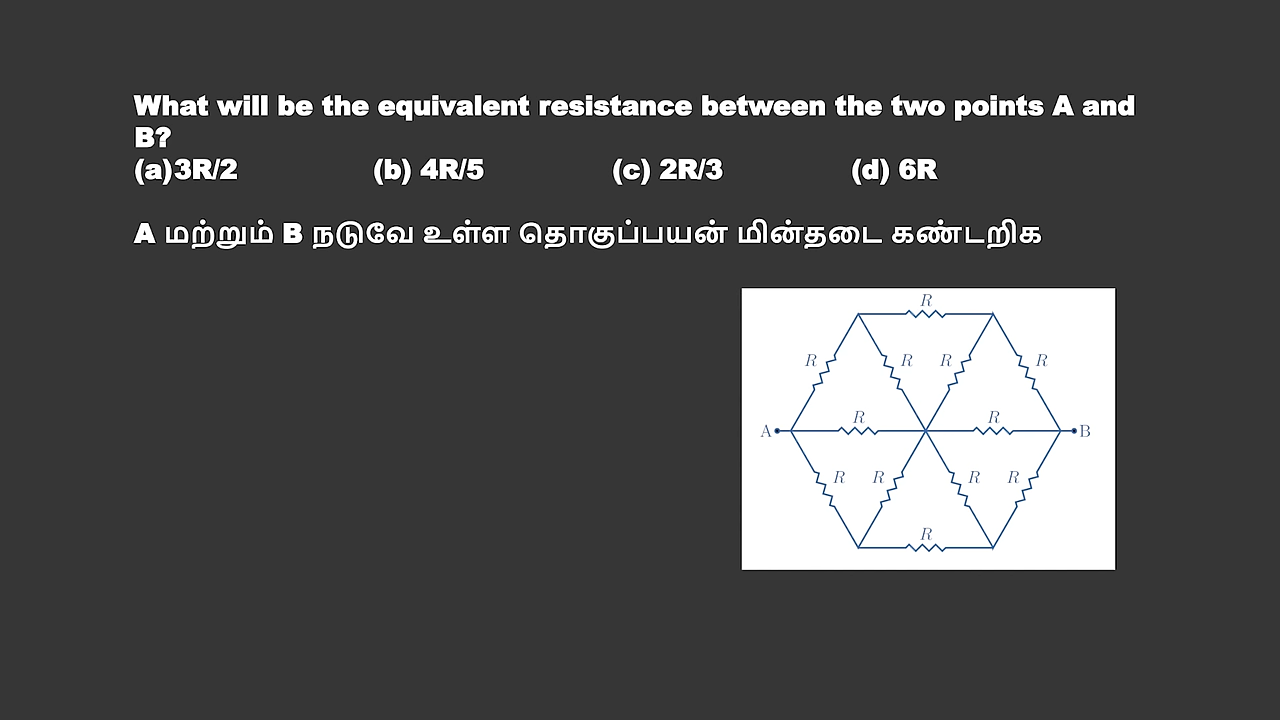 What will be the equivalent resistance between the two points A and
B?
(a)3R/2 (b) 4R/5 (c) 2R/3 (d) 6R
A மற்றும் B நடுவே உள்ள தொகுப்பயன் மின்தடை கண்டறிக
R
R R R R
A R R B
R R R R
R